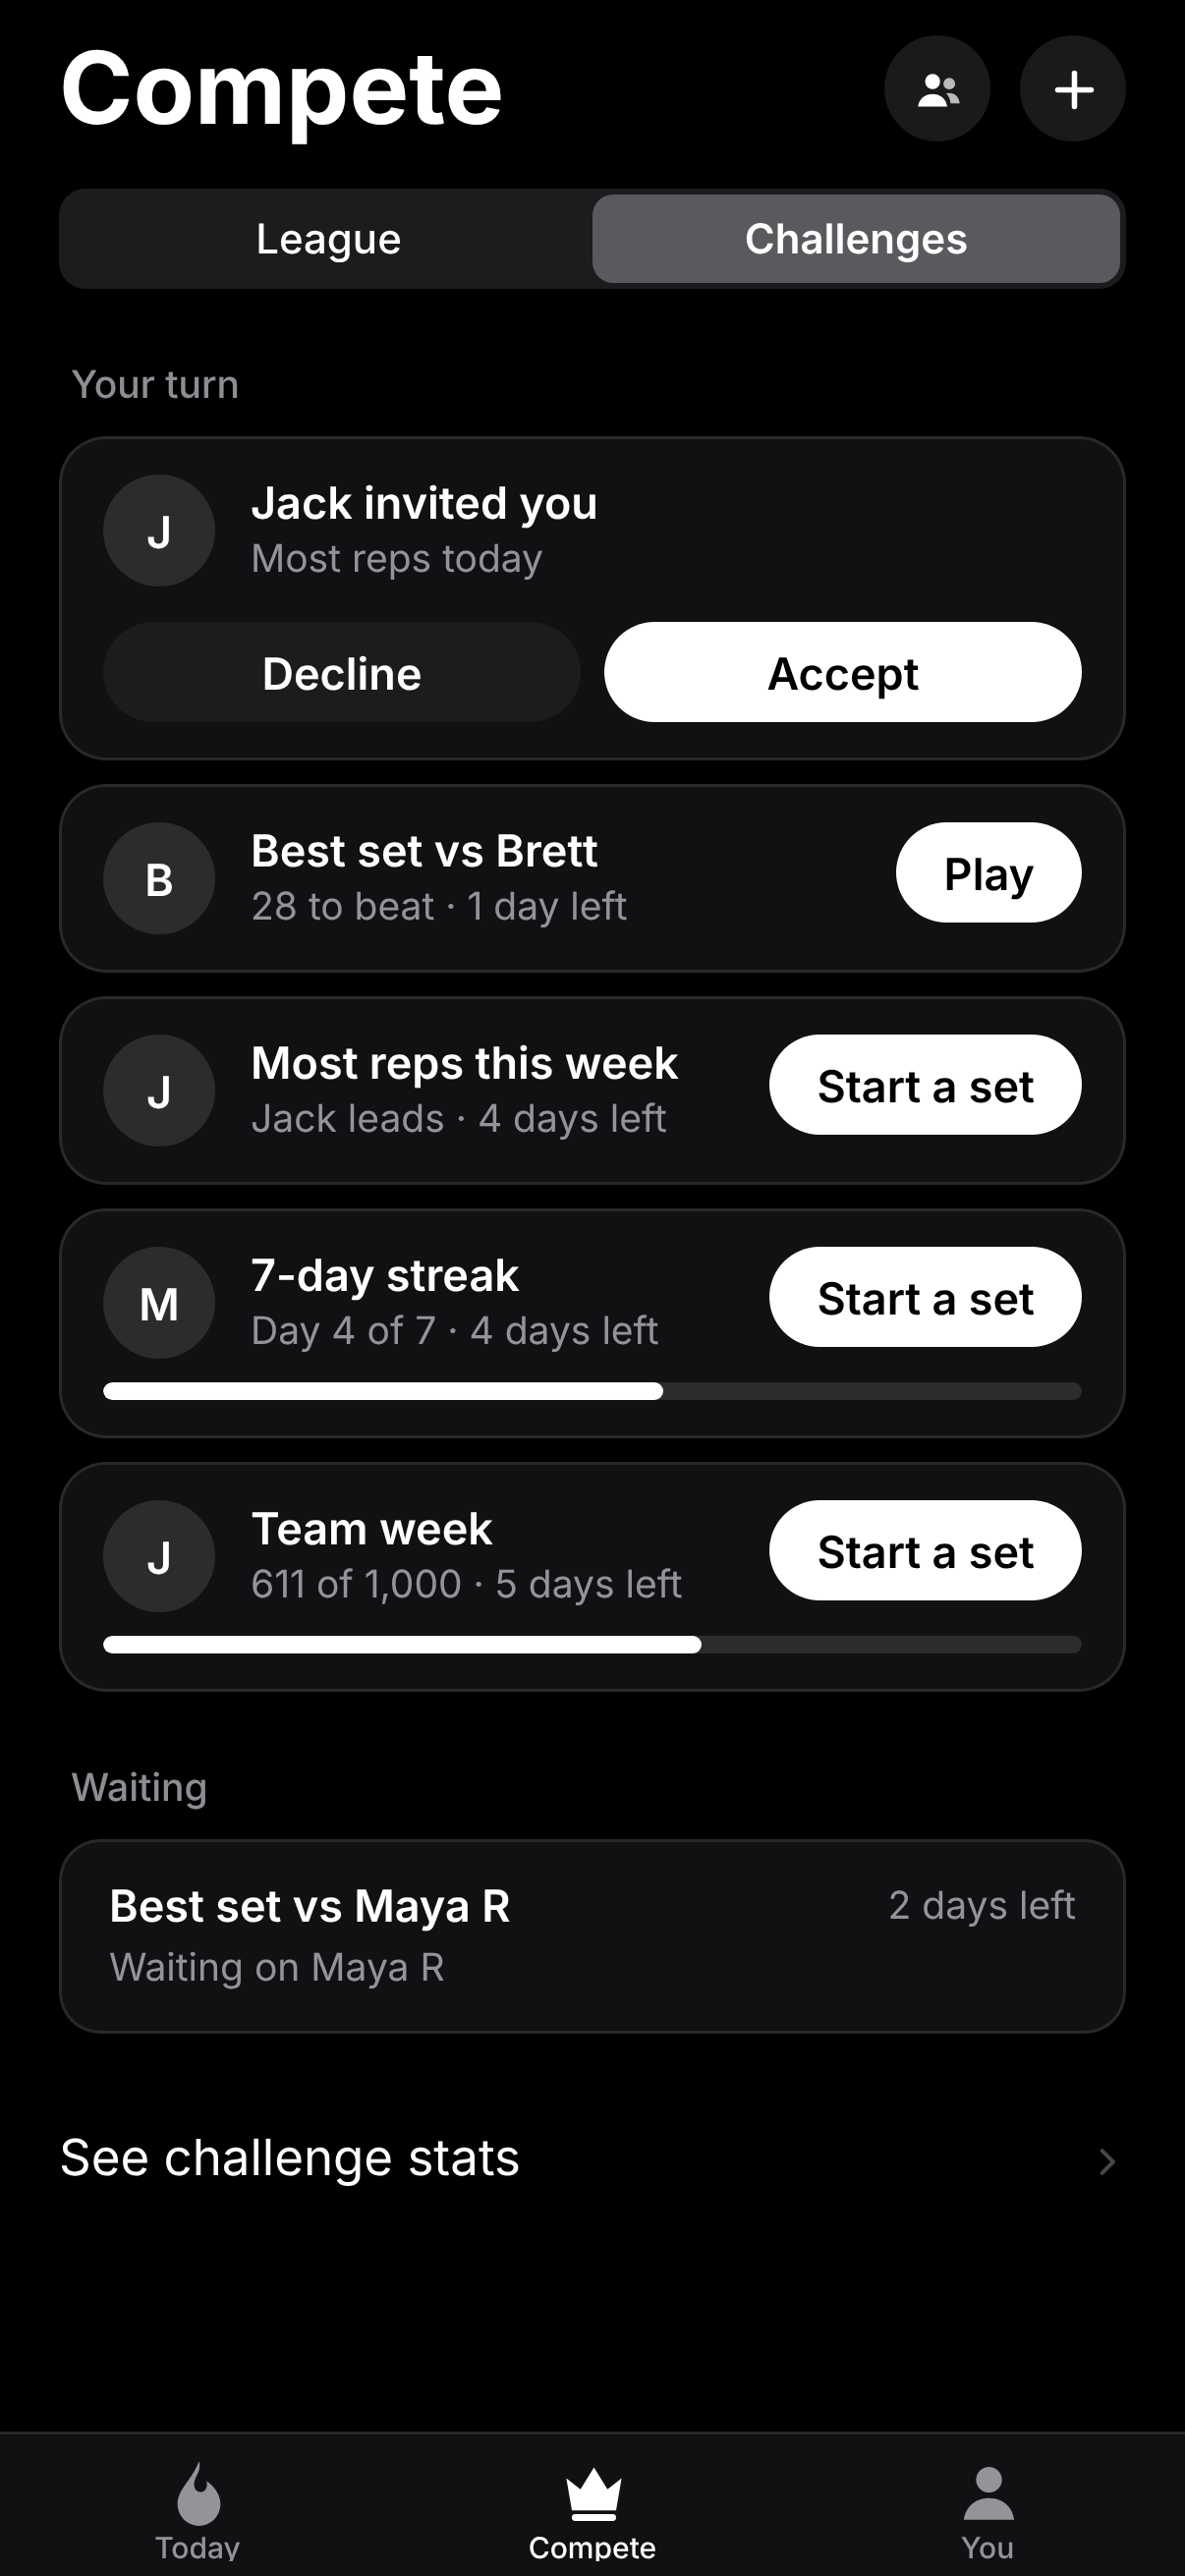 Compete
League
Challenges
Your turn
J
Jack invited you
Most reps today
Decline
Accept
B
Best set vs Brett
28 to beat · 1 day left
Play
J
Most reps this week
Jack leads · 4 days left
Start a set
M
7-day streak
Day 4 of 7 · 4 days left
Start a set
J
Team week
611 of 1,000 · 5 days left
Start a set
Waiting
Best set vs Maya R
2 days left
Waiting on Maya R
See challenge stats
Today
Compete
You